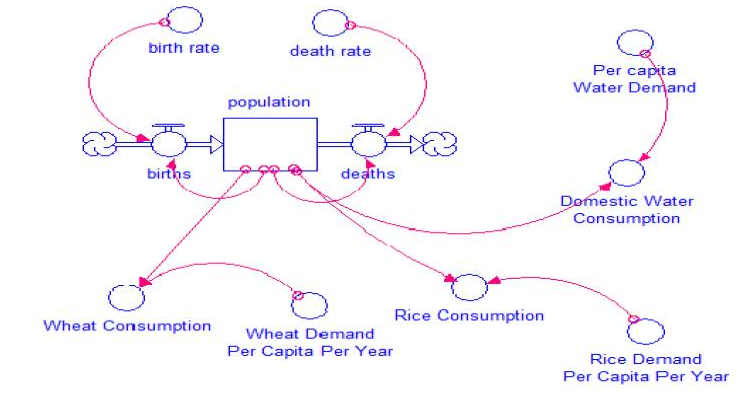 birth rate
death rate
Per capita
Water Demand
population
births
deaths
Domestic Water
Consumption
Wheat Consumption
Wheat Demand
Per Capita Per Year
Rice Consumption
Rice Demand
Per Capita Per Year